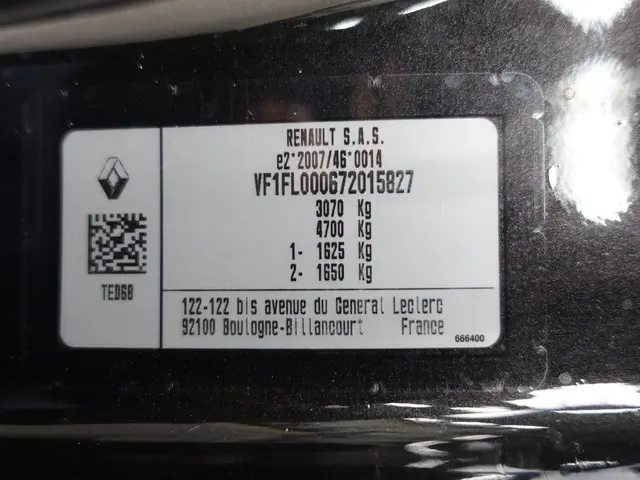 RENAULT S.A.S.
e2*2007/46*0014
VF1FL000672015827
3070 Kg
4700 Kg
1- 1625 Kg
2- 1650 Kg
TED68
122-122 bis avenue du General Leclerc
92100 Boulogne-Billancourt France
666400